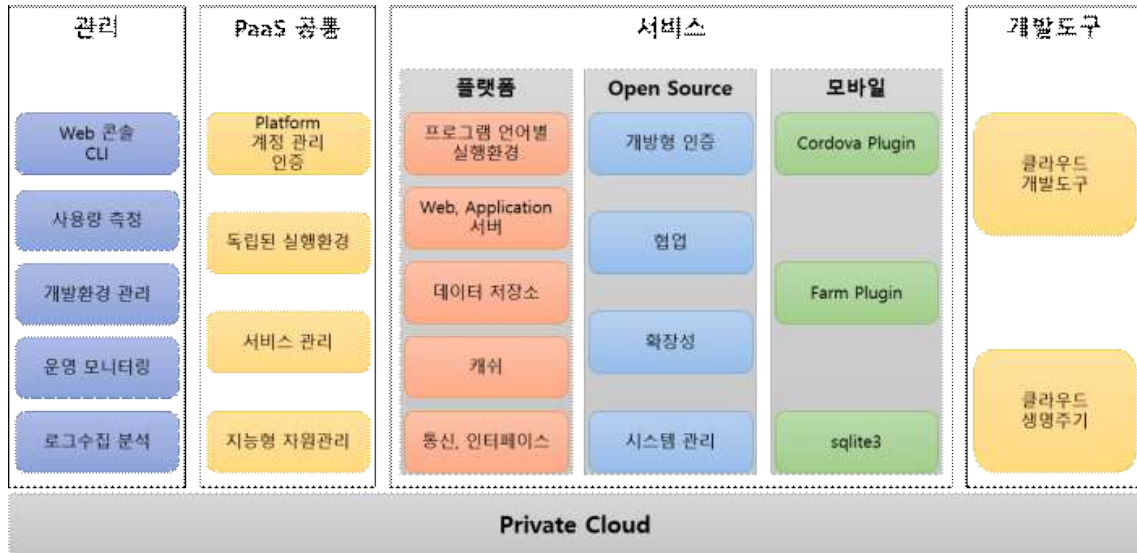 관리
Web 콘솔
CLI
사용량 측정
개발환경 관리
운영 모니터링
로그수집 분석
PaaS 공통
Platform
계정 관리
인증
독립된 실행환경
서비스 관리
지능형 자원관리
서비스
플랫폼
프로그램 언어별
실행환경
Web, Application
서버
데이터 저장소
캐쉬
통신, 인터페이스
Open Source
개방형 인증
협업
확장성
시스템 관리
모바일
Cordova Plugin
Farm Plugin
sqlite3
개발도구
클라우드
개발도구
클라우드
생명주기
Private Cloud